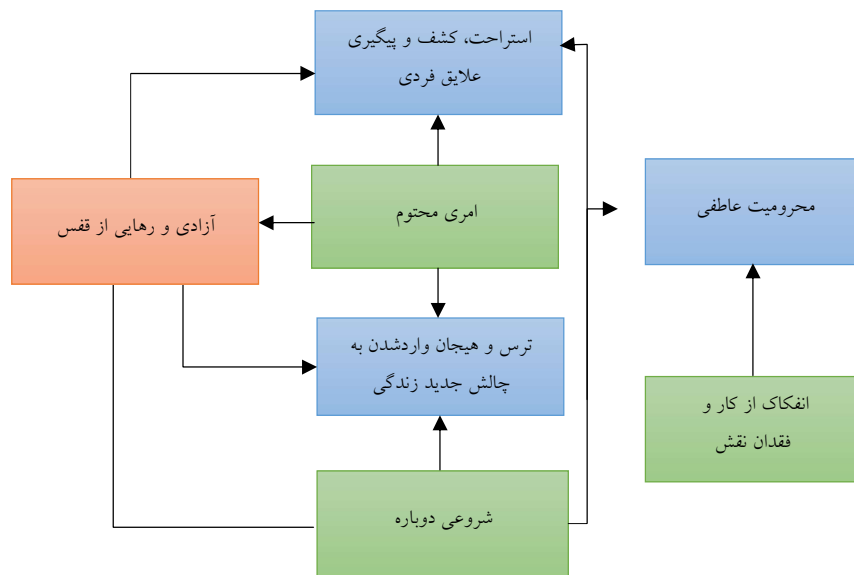 استراحت، کشف و پیگیری
علایق فردی
امری محتوم
محرومیت عاطفی
آزادی و رهایی از قفس
ترس و هیجان واردشدن به
چالش جدید زندگی
انفکاک از کار و
فقدان نقش
شروعی دوباره